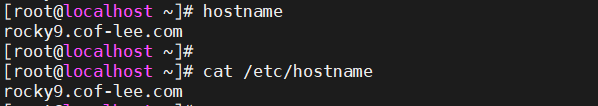 [root@localhost ~]# hostname
rocky9.cof-lee.com
[root@localhost ~]#
[root@localhost ~]# cat /etc/hostname
rocky9.cof-lee.com